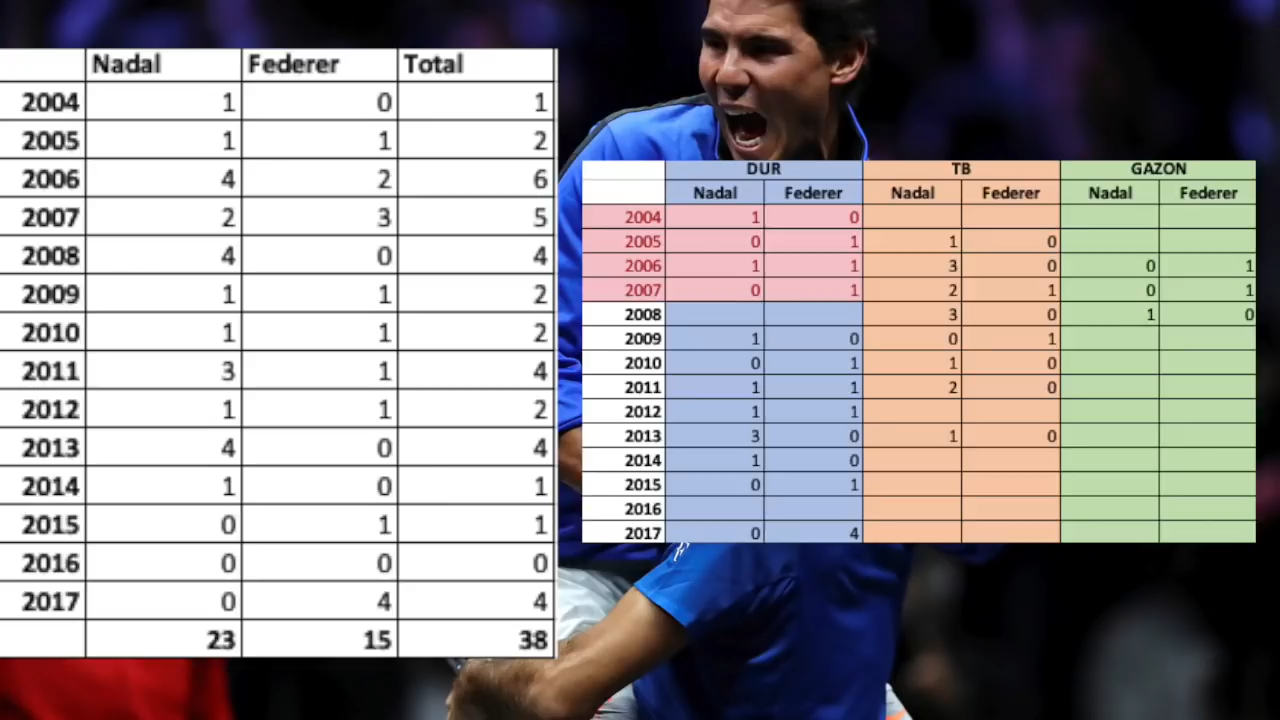 Nadal Federer Total
2004 1 0 1
2005 1 1 2
2006 4 2 6
2007 2 3 5
2008 4 0 4
2009 1 1 2
2010 1 1 2
2011 3 1 4
2012 1 1 2
2013 4 0 4
2014 1 0 1
2015 0 1 1
2016 0 0 0
2017 0 4 4
23 15 38
DUR TB GAZON
Nadal Federer Nadal Federer Nadal Federer
2004 1 0
2005 0 1 1 0
2006 1 1 3 0 0 1
2007 0 1 2 1 0 1
2008 3 0 1 0
2009 1 0 0 1
2010 0 1 1 0
2011 1 1 2 0
2012 1 1
2013 3 0 1 0
2014 1 0
2015 0 1
2016
2017 0 4